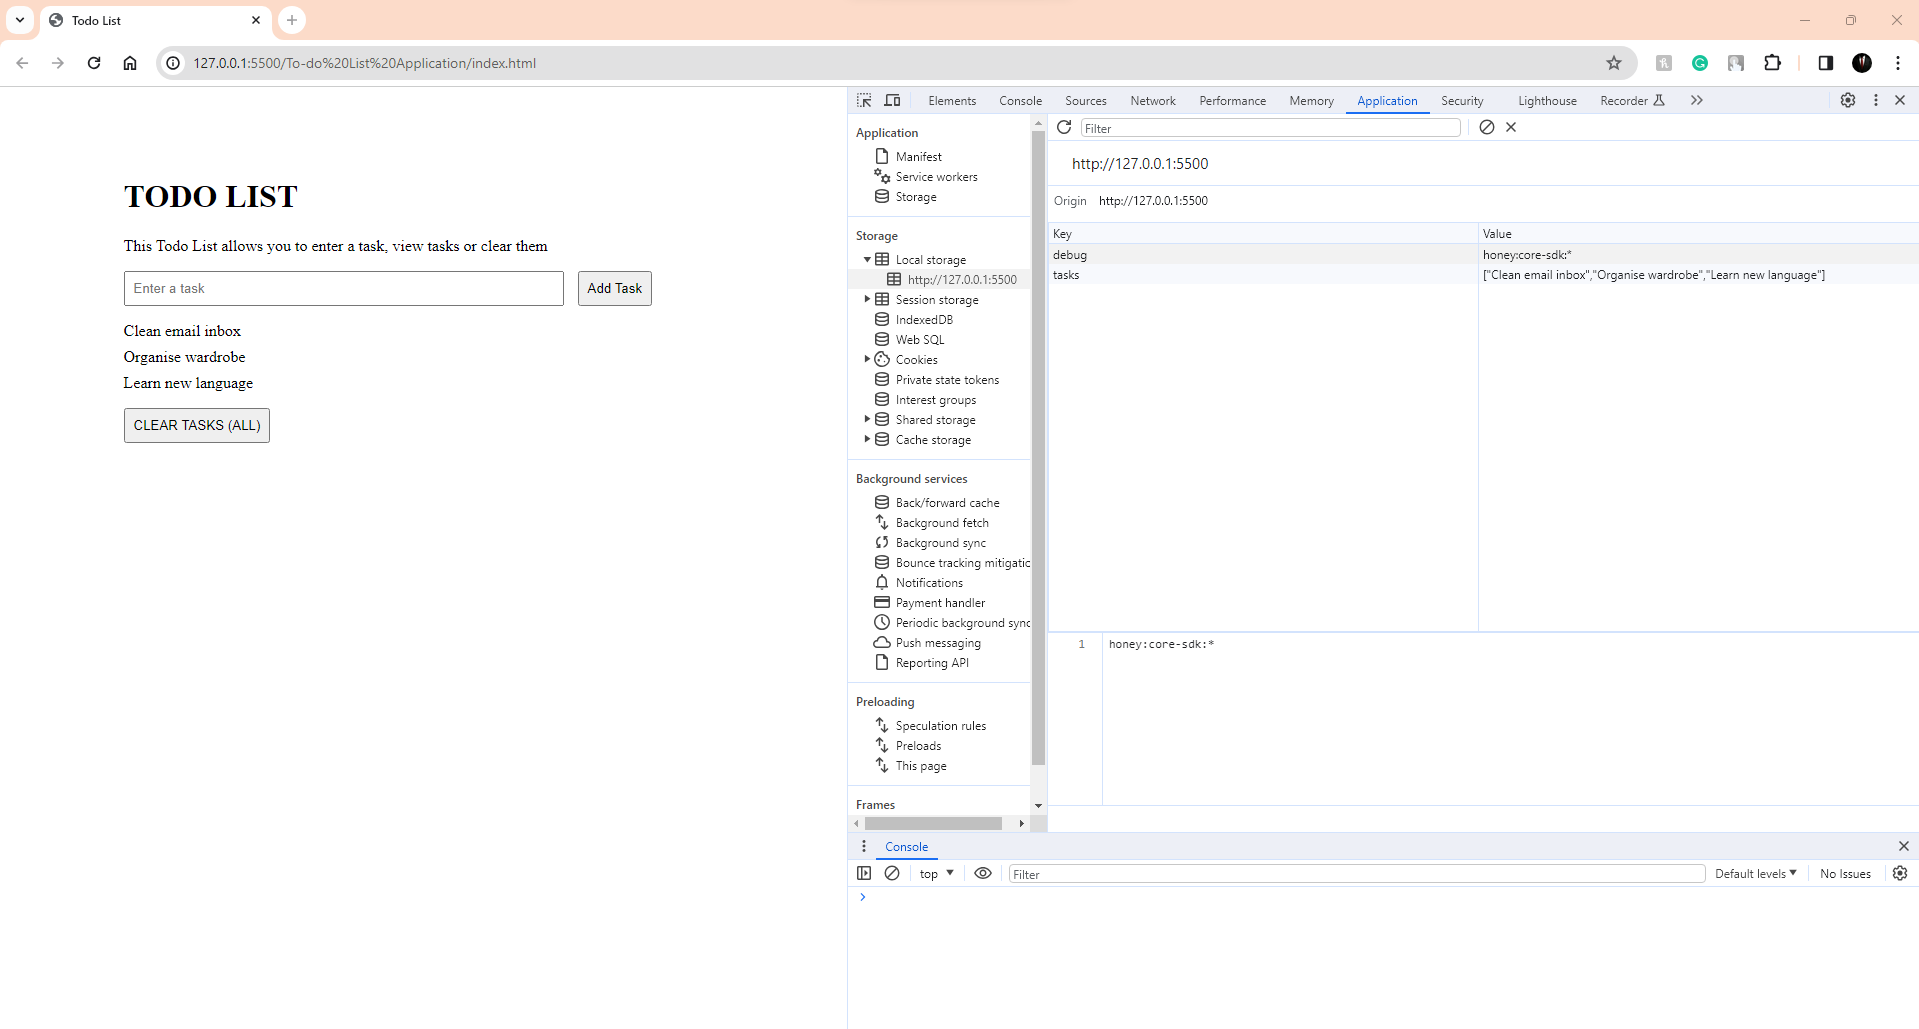 Todo List
127.0.0.1:5500/To-do%20List%20Application/index.html
TODO LIST
This Todo List allows you to enter a task, view tasks or clear them
Enter a task
Add Task
Clean email inbox
Organise wardrobe
Learn new language
CLEAR TASKS (ALL)
Elements Console Sources Network Performance Memory Application Security Lighthouse Recorder
Application
Manifest
Service workers
Storage
Storage
Local storage
http://127.0.0.1:5500
Session storage
IndexedDB
Web SQL
Cookies
Private state tokens
Interest groups
Shared storage
Cache storage
Background services
Back/forward cache
Background fetch
Background sync
Bounce tracking mitigatic
Notifications
Payment handler
Periodic background sync
Push messaging
Reporting API
Preloading
Speculation rules
Preloads
This page
Frames
Filter
http://127.0.0.1:5500
Origin http://127.0.0.1:5500
Key Value
debug honey:core-sdk:*
tasks ["Clean email inbox","Organise wardrobe","Learn new language"]
1 honey:core-sdk:*
Console
top Filter Default levels No Issues